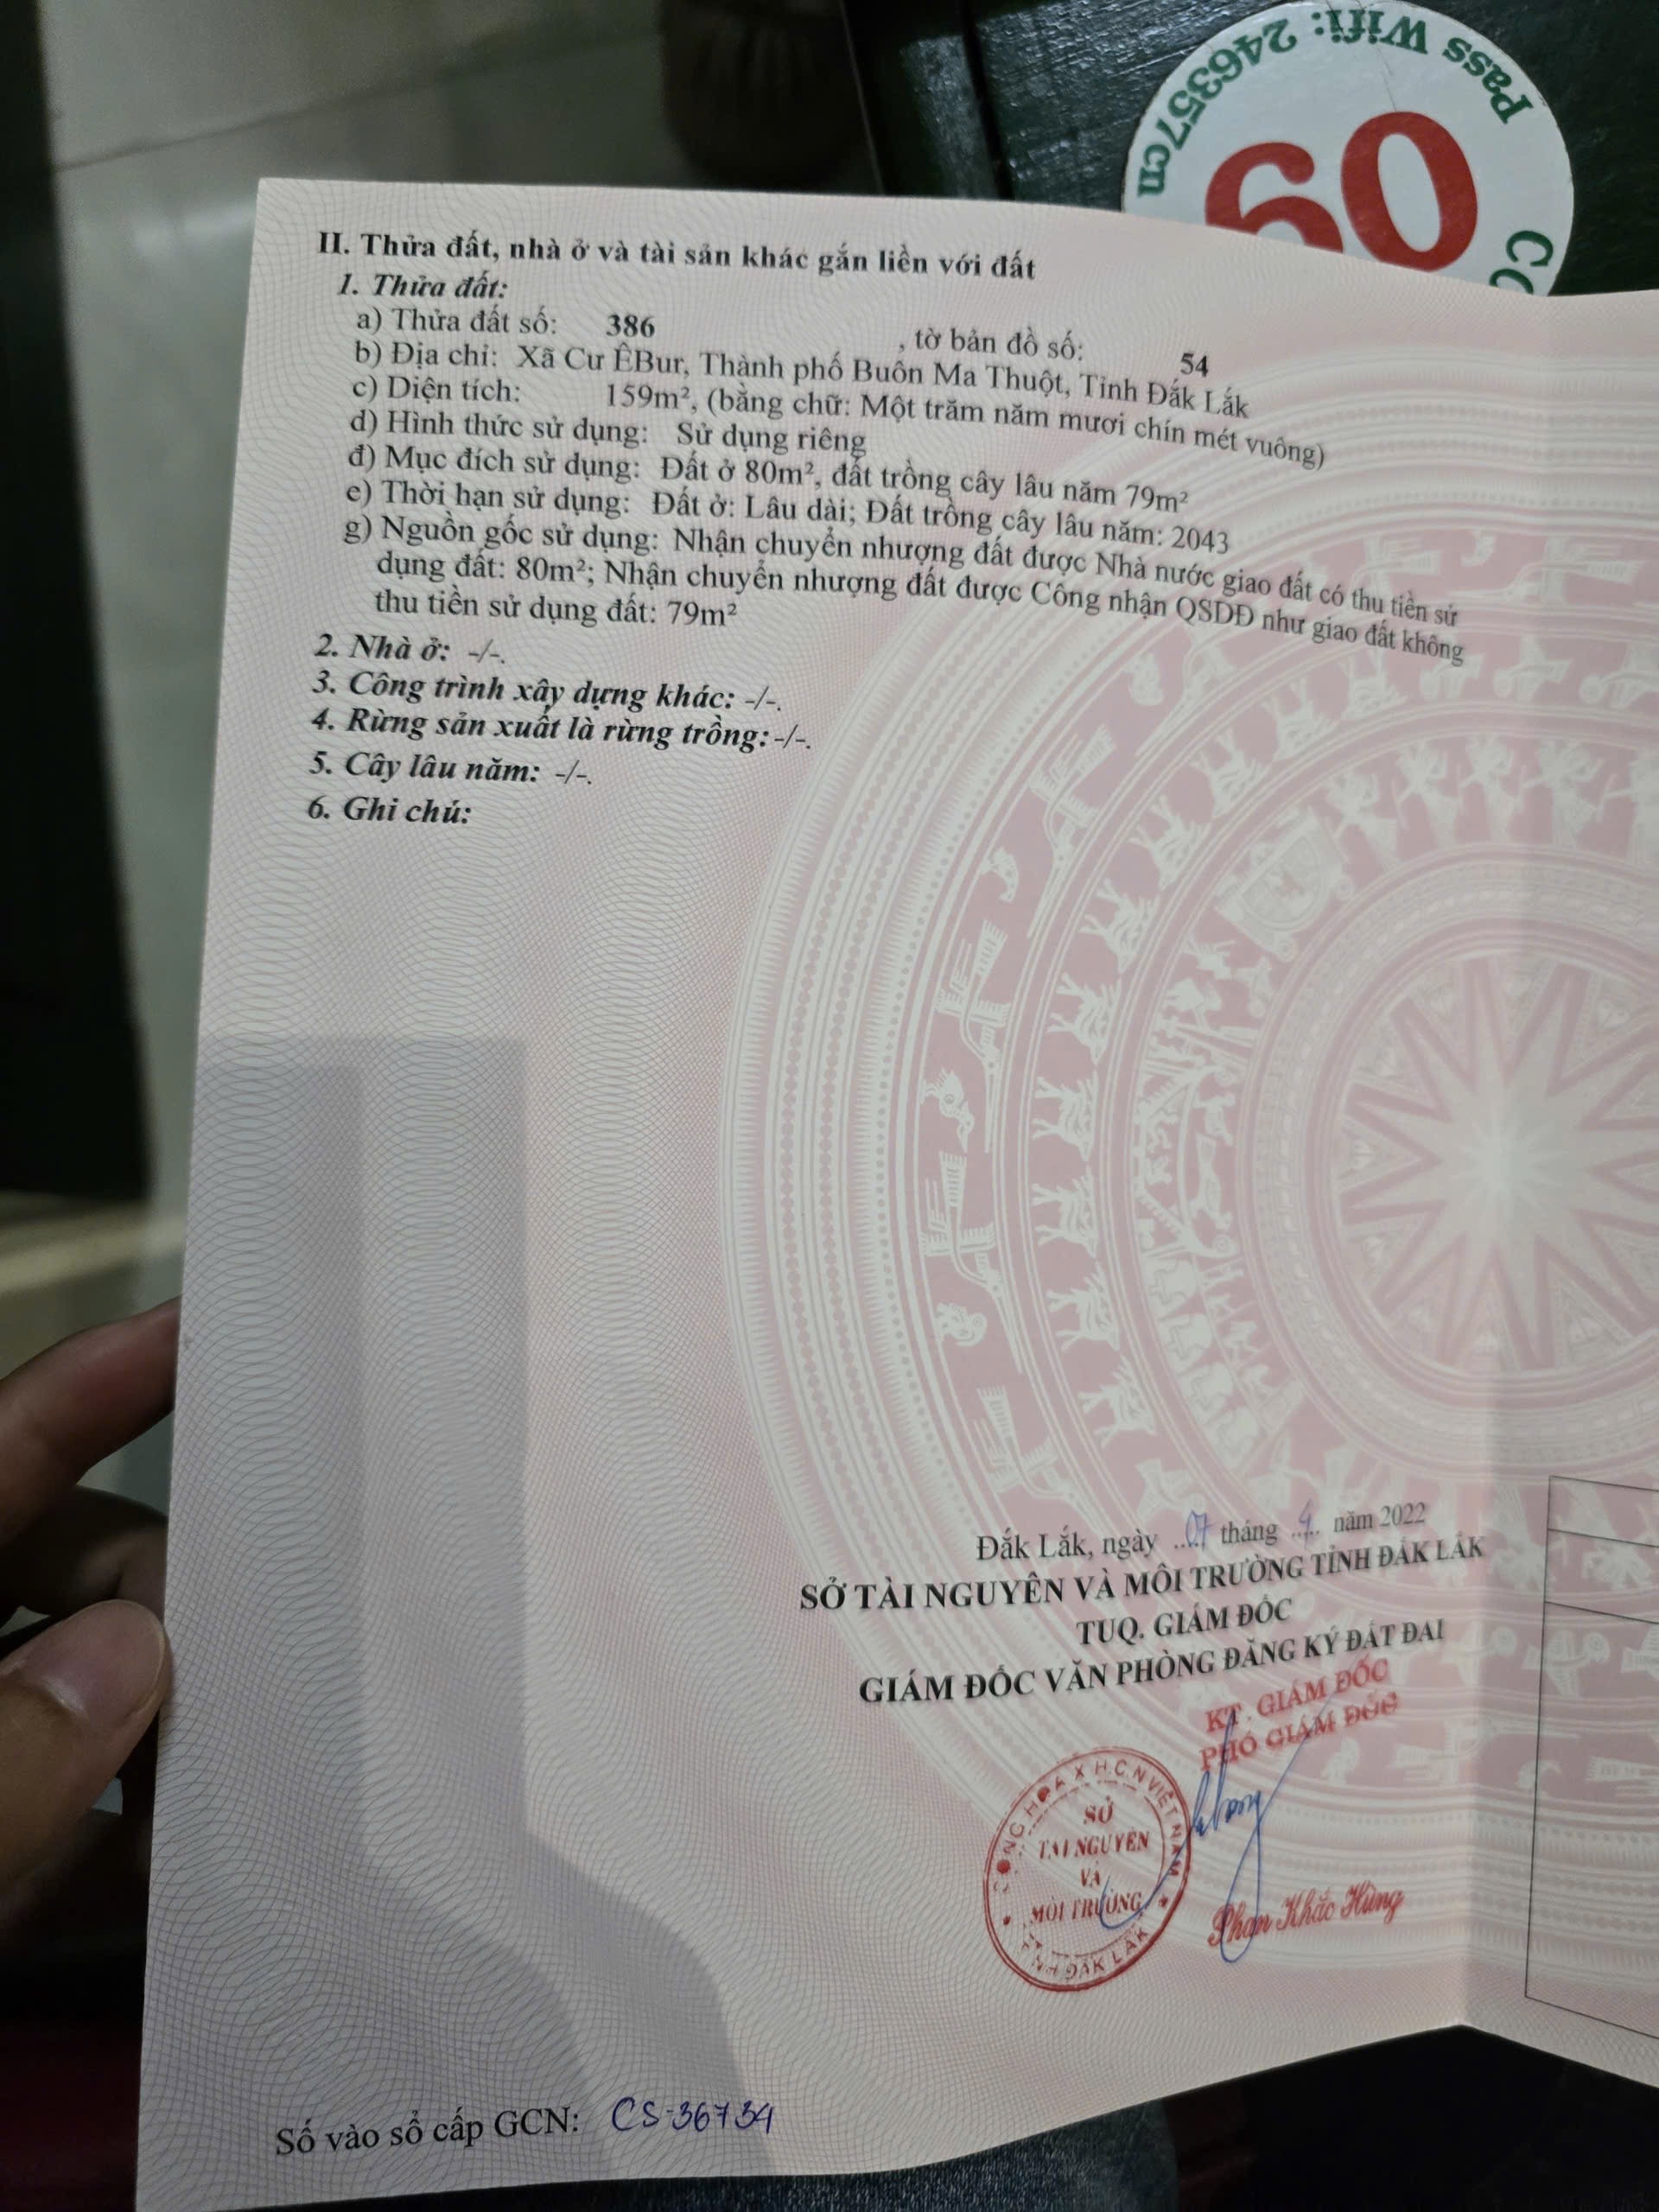 Pass Wifi: 246357cn
60
CO
II. Thửa đất, nhà ở và tài sản khác gắn liền với đất
1. Thửa đất:
a) Thửa đất số: 386 , tờ bản đồ số: 54
b) Địa chỉ: Xã Cư ÊBur, Thành phố Buôn Ma Thuột, Tỉnh Đắk Lắk
c) Diện tích: 159m², (bằng chữ: Một trăm năm mươi chín mét vuông)
d) Hình thức sử dụng: Sử dụng riêng
đ) Mục đích sử dụng: Đất ở 80m², đất trồng cây lâu năm 79m²
e) Thời hạn sử dụng: Đất ở: Lâu dài; Đất trồng cây lâu năm: 2043
g) Nguồn gốc sử dụng: Nhận chuyển nhượng đất được Nhà nước giao đất có thu tiền sử
dụng đất: 80m²; Nhận chuyển nhượng đất được Công nhận QSDĐ như giao đất không
thu tiền sử dụng đất: 79m²
2. Nhà ở: -/-.
3. Công trình xây dựng khác: -/-.
4. Rừng sản xuất là rừng trồng: -/-.
5. Cây lâu năm: -/-.
6. Ghi chú:
Đắk Lắk, ngày ...07 tháng ..4.. năm 2022
SỞ TÀI NGUYÊN VÀ MÔI TRƯỜNG TỈNH ĐẮK LẮK
TUQ. GIÁM ĐỐC
GIÁM ĐỐC VĂN PHÒNG ĐĂNG KÝ ĐẤT ĐAI
KT. GIÁM ĐỐC
PHÓ GIÁM ĐỐC
CỘNG HÒA X.H.C.N VIỆT NAM
SỞ
TÀI NGUYÊN
VÀ
MÔI TRƯỜNG
TỈNH ĐẮK LẮK
Phan Khắc Hùng
Số vào sổ cấp GCN: CS-36734